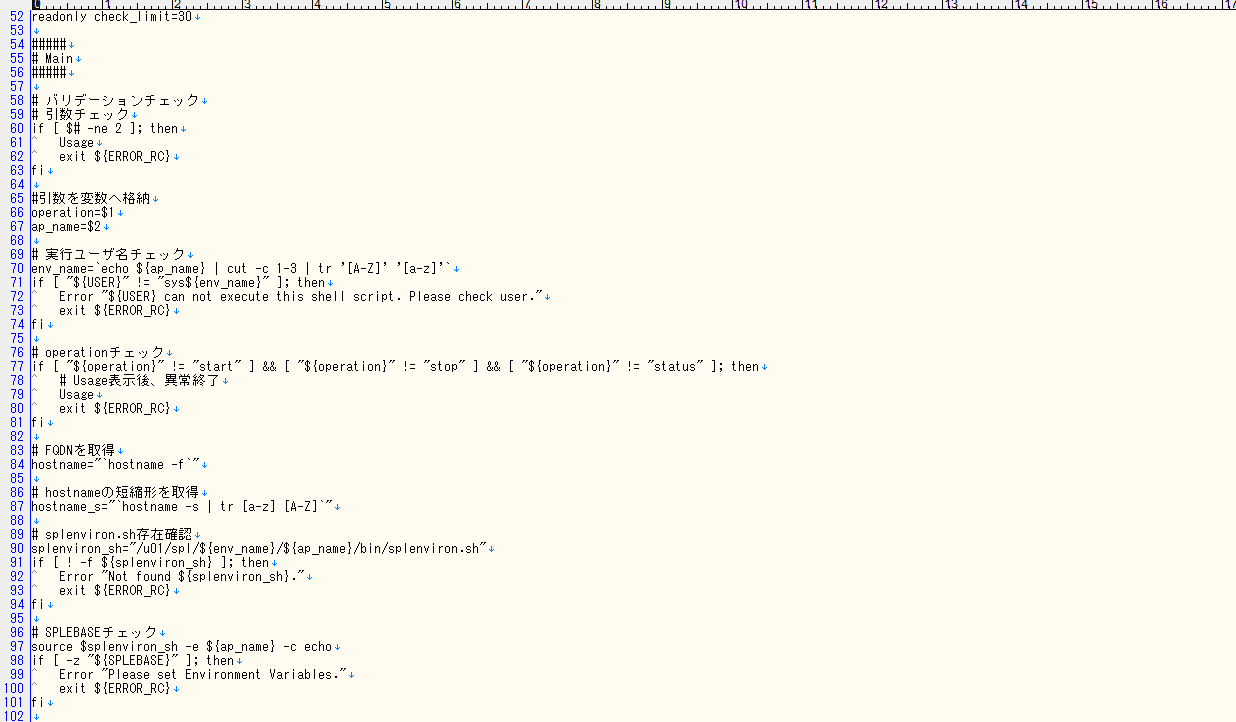 0 1 2 3 4 5 6 7 8 9 10 11 12 13 14 15 16 17
52 readonly check_limit=30↓
53 ↓
54 #####↓
55 # Main↓
56 #####↓
57 ↓
58 # バリデーションチェック↓
59 # 引数チェック↓
60 if [ $# -ne 2 ]; then↓
61 ^   Usage↓
62 ^   exit ${ERROR_RC}↓
63 fi↓
64 ↓
65 #引数を変数へ格納↓
66 operation=$1↓
67 ap_name=$2↓
68 ↓
69 # 実行ユーザ名チェック↓
70 env_name=`echo ${ap_name} | cut -c 1-3 | tr '[A-Z]' '[a-z]'`↓
71 if [ "${USER}" != "sys${env_name}" ]; then↓
72 ^   Error "${USER} can not execute this shell script. Please check user."↓
73 ^   exit ${ERROR_RC}↓
74 fi↓
75 ↓
76 # operationチェック↓
77 if [ "${operation}" != "start" ] && [ "${operation}" != "stop" ] && [ "${operation}" != "status" ]; then↓
78 ^   # Usage表示後、異常終了↓
79 ^   Usage↓
80 ^   exit ${ERROR_RC}↓
81 fi↓
82 ↓
83 # FQDNを取得↓
84 hostname="`hostname -f`"↓
85 ↓
86 # hostnameの短縮形を取得↓
87 hostname_s="`hostname -s | tr [a-z] [A-Z]`"↓
88 ↓
89 # splenviron.sh存在確認↓
90 splenviron_sh="/u01/spl/${env_name}/${ap_name}/bin/splenviron.sh"↓
91 if [ ! -f ${splenviron_sh} ]; then↓
92 ^   Error "Not found ${splenviron_sh}."↓
93 ^   exit ${ERROR_RC}↓
94 fi↓
95 ↓
96 # SPLEBASEチェック↓
97 source $splenviron_sh -e ${ap_name} -c echo↓
98 if [ -z "${SPLEBASE}" ]; then↓
99 ^   Error "Please set Environment Variables."↓
100 ^   exit ${ERROR_RC}↓
101 fi↓
102 ↓